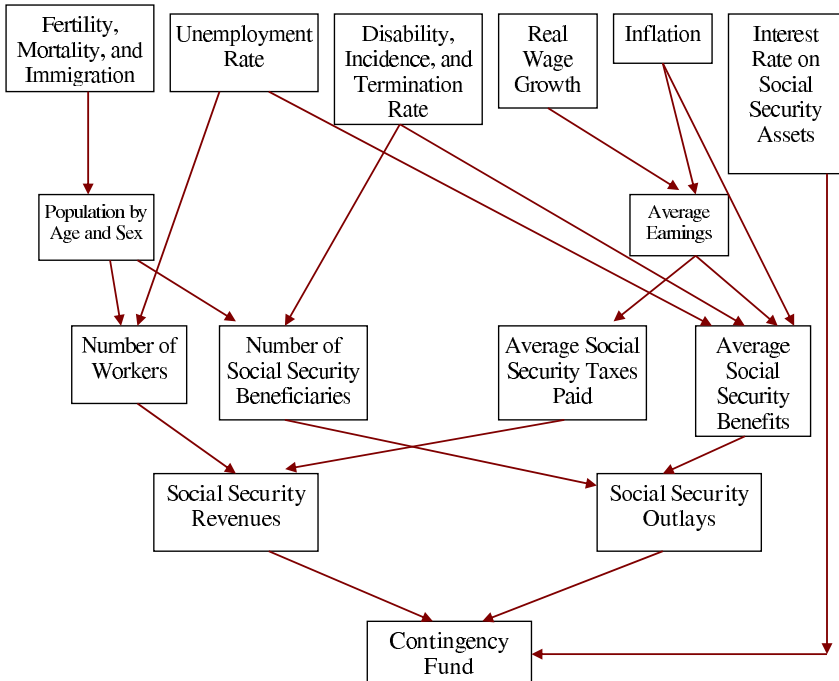 Fertility,
Mortality, and
Immigration
Unemployment
Rate
Disability,
Incidence, and
Termination
Rate
Real
Wage
Growth
Inflation
Interest
Rate on
Social
Security
Assets
Population by
Age and Sex
Average
Earnings
Number of
Workers
Number of
Social Security
Beneficiaries
Average Social
Security Taxes
Paid
Average
Social
Security
Benefits
Social Security
Revenues
Social Security
Outlays
Contingency
Fund